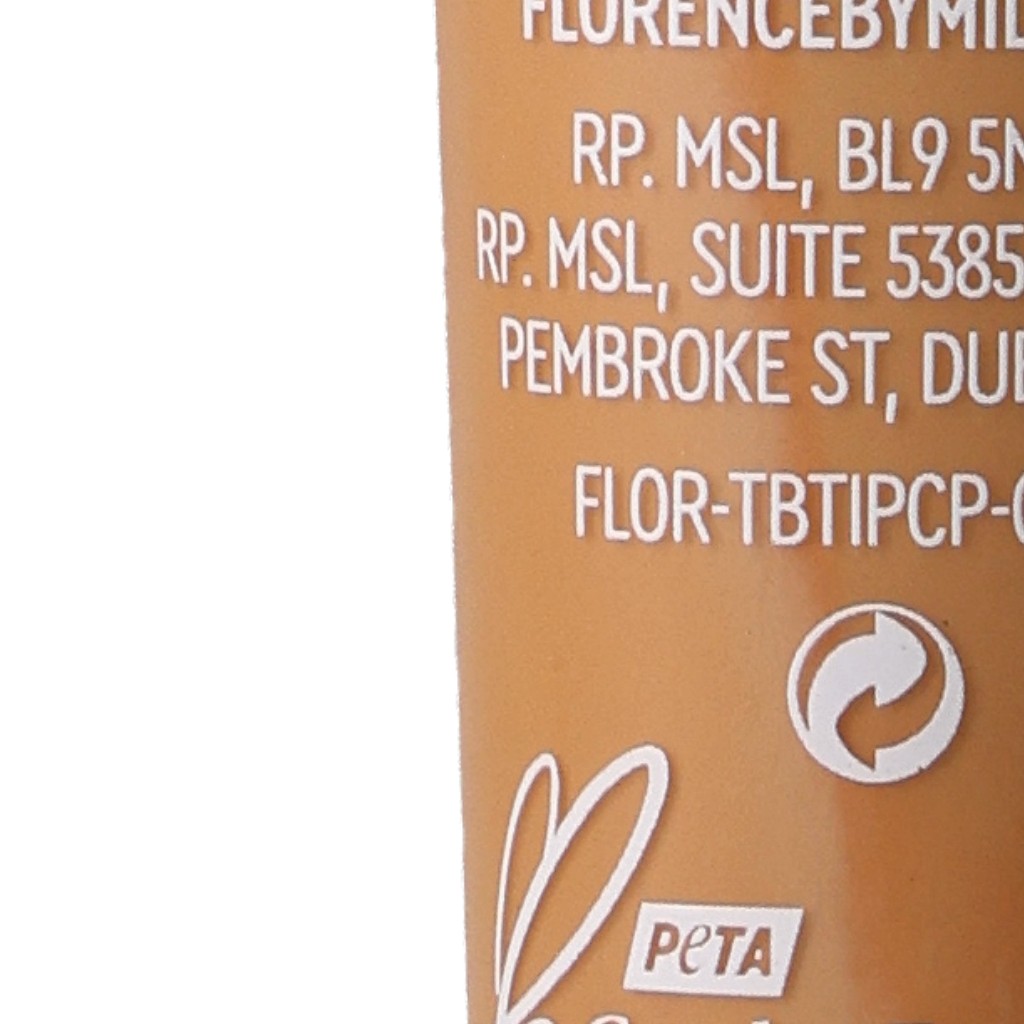 FLORENCEBYMIL
RP. MSL, BL9 5N
RP. MSL, SUITE 5385
PEMBROKE ST, DUB
FLOR-TBTIPCP-
PeTA